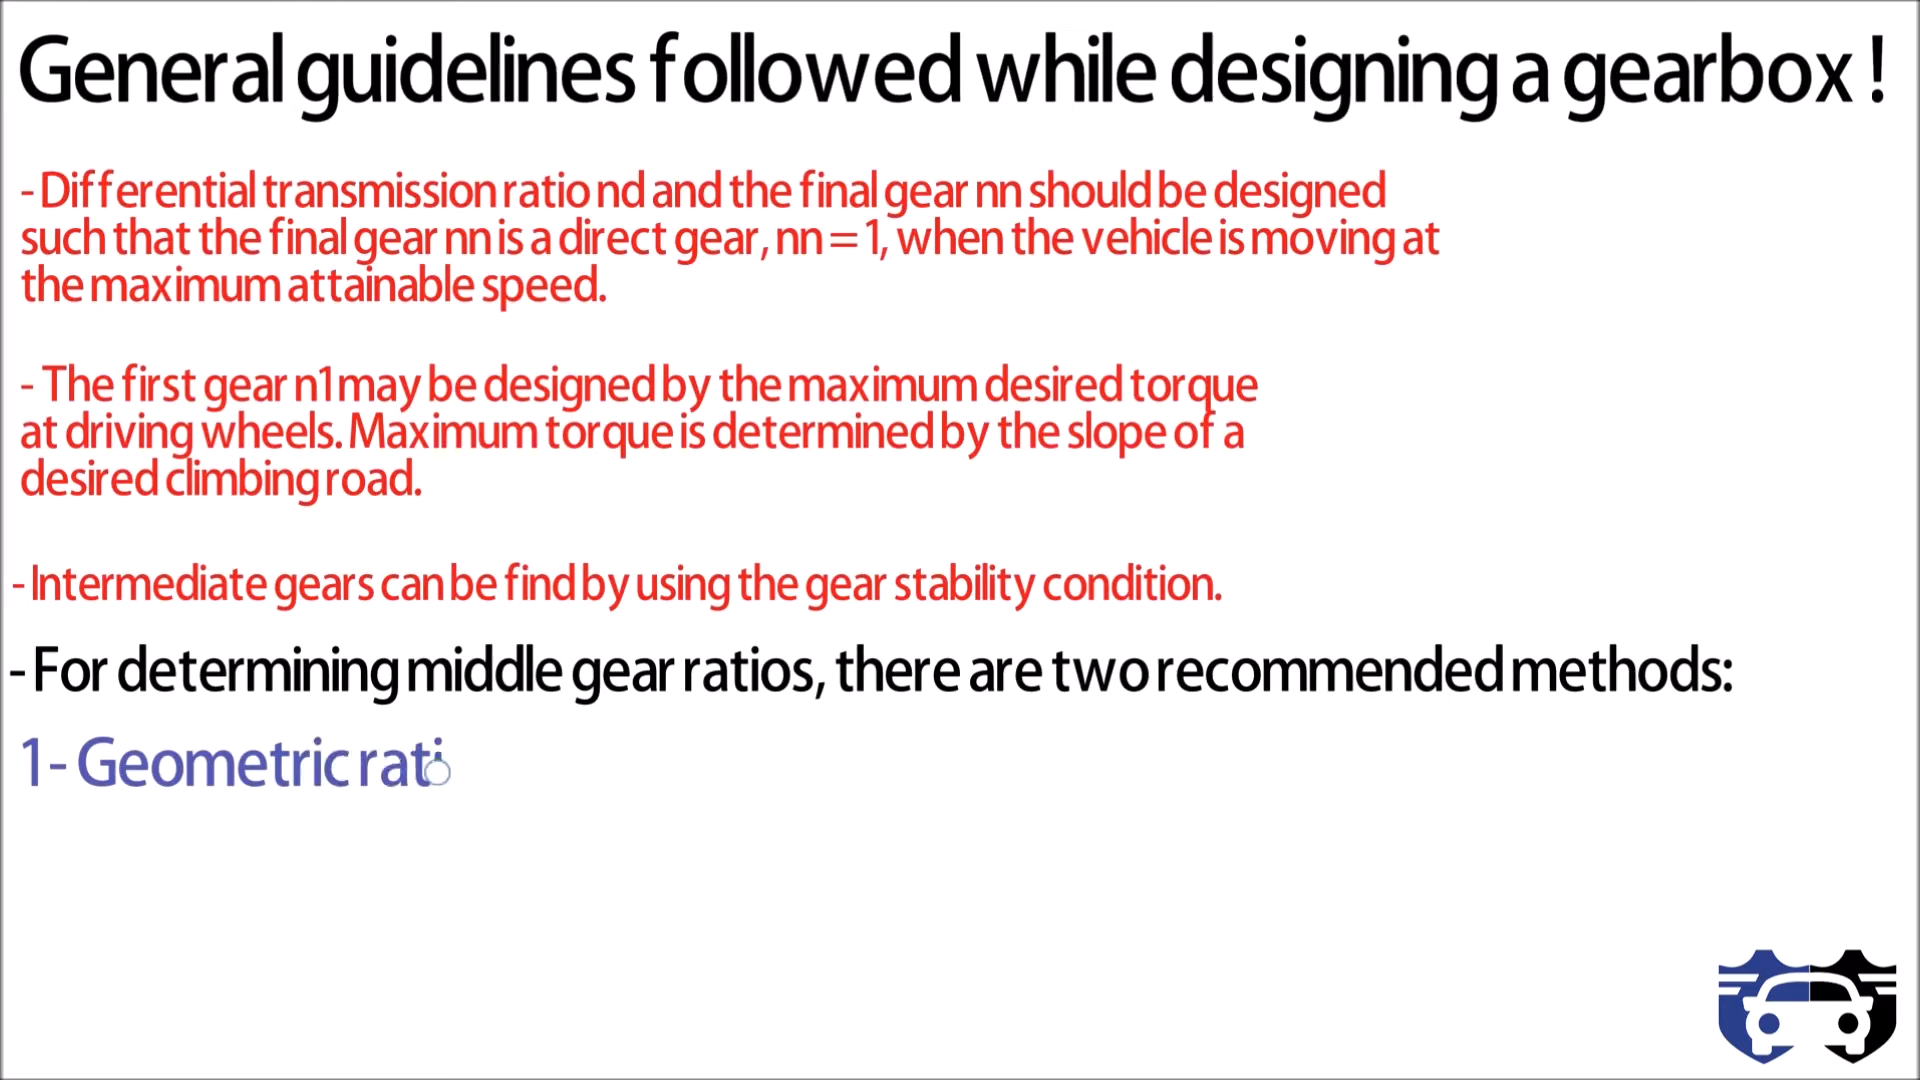 General guidelines followed while designing a gearbox !
- Differential transmission ratio nd and the final gear nn should be designed
such that the final gear nn is a direct gear, nn = 1, when the vehicle is moving at
the maximum attainable speed.
- The first gear n1 may be designed by the maximum desired torque
at driving wheels. Maximum torque is determined by the slope of a
desired climbing road.
- Intermediate gears can be find by using the gear stability condition.
- For determining middle gear ratios, there are two recommended methods:
1- Geometric rati